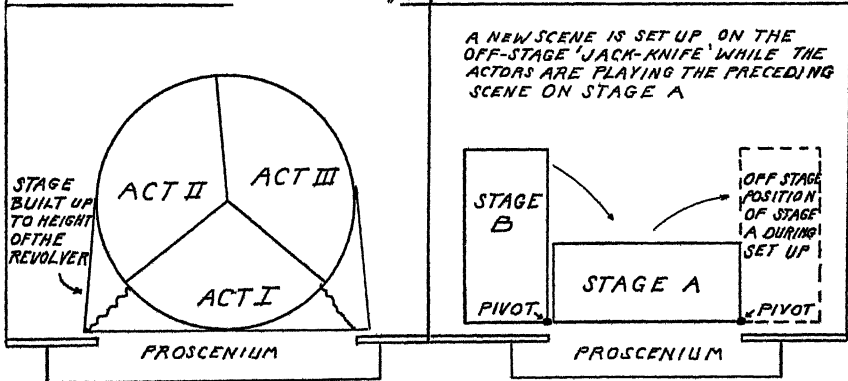 ACT II
ACT III
STAGE
BUILT UP
TO HEIGHT
OF THE
REVOLVER
ACT I
PROSCENIUM
A NEW SCENE IS SET UP ON THE
OFF-STAGE 'JACK-KNIFE' WHILE THE
ACTORS ARE PLAYING THE PRECEDING
SCENE ON STAGE A
STAGE
B
OFF STAGE
POSITION
OF STAGE
A DURING
SET UP
STAGE A
PIVOT
PIVOT
PROSCENIUM